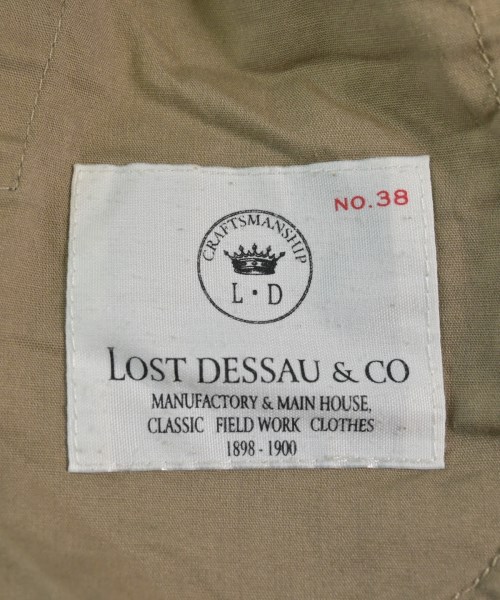 NO.38
CRAFTSMANSHIP
L·D
LOST DESSAU & CO
MANUFACTORY & MAIN HOUSE,
CLASSIC FIELD WORK CLOTHES
1898-1900